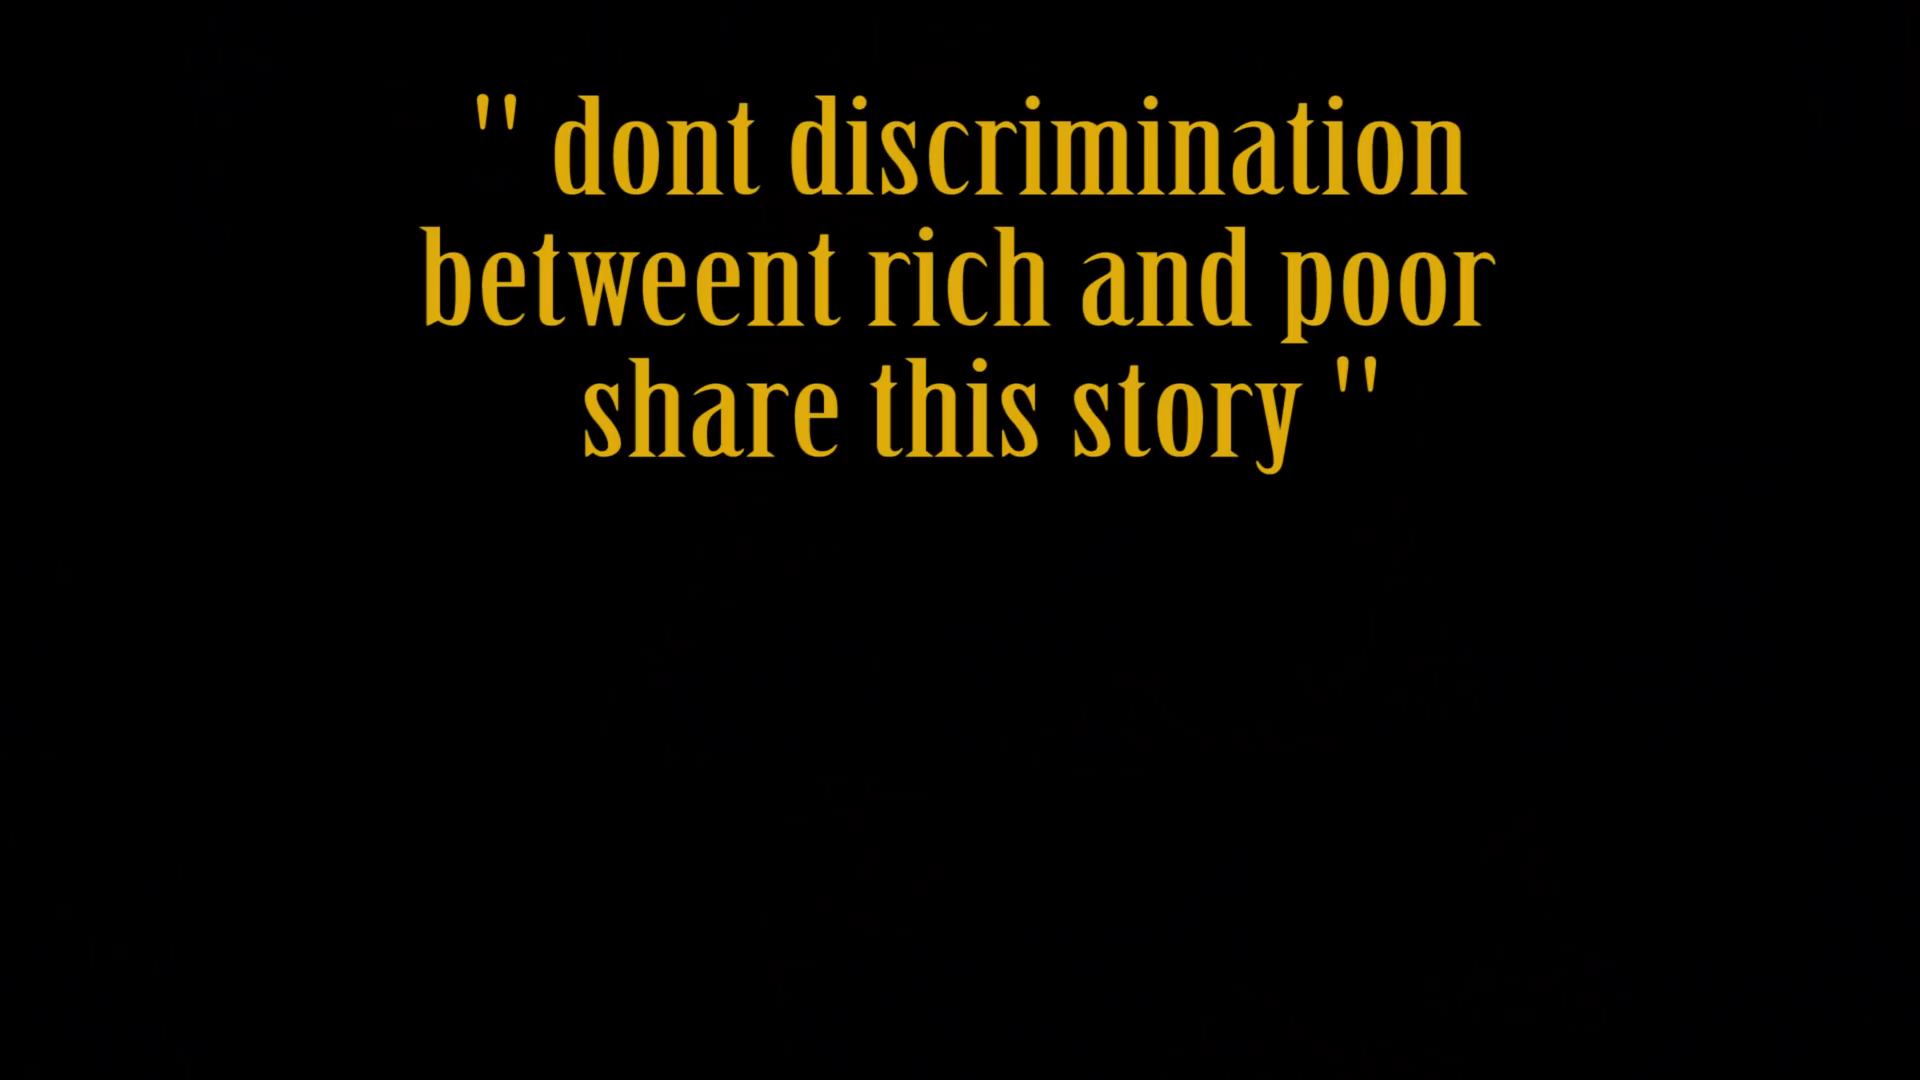 " dont discrimination
betweent rich and poor
share this story "